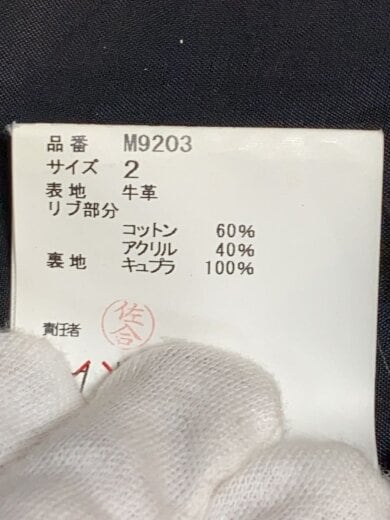 品番 M9203
サイズ 2
表地 牛革
リブ部分
コットン 60%
アクリル 40%
裏地 キュプラ 100%
責任者 佐合